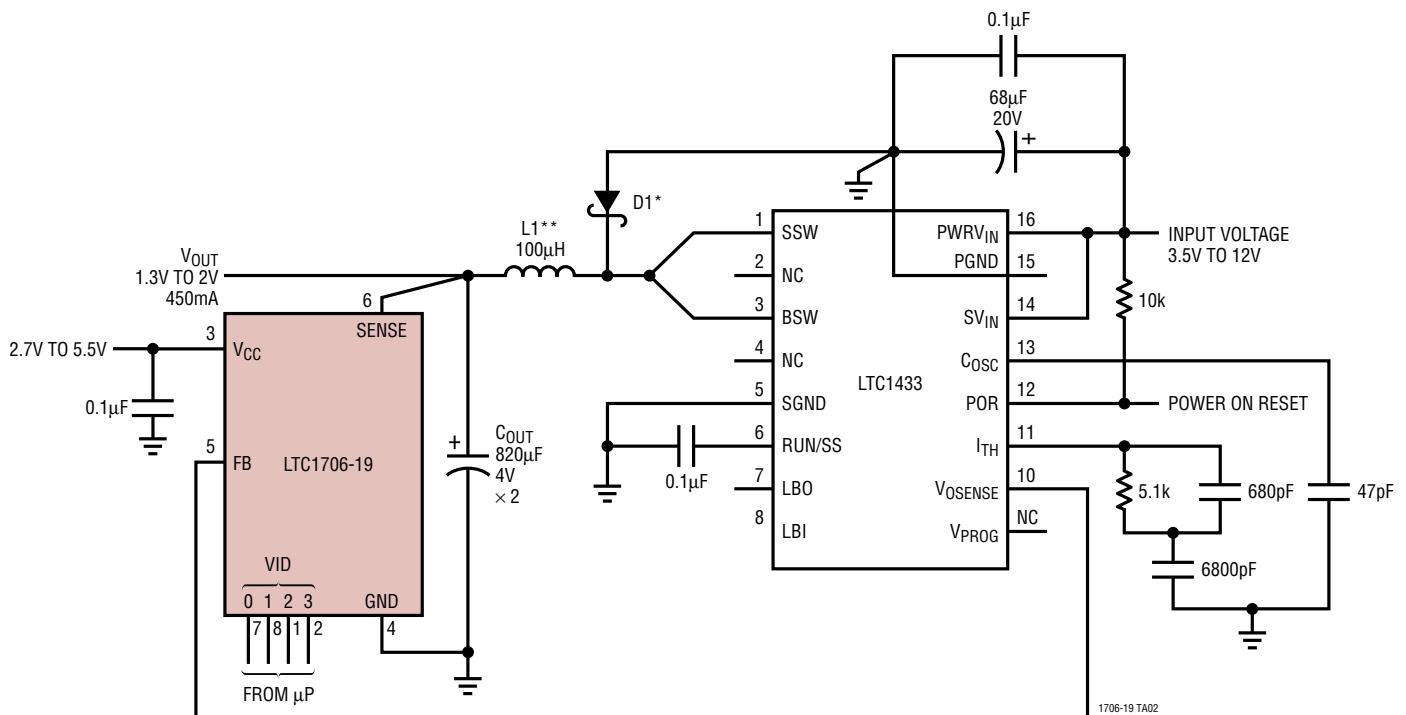 0.1µF
68µF
20V
+
D1*
L1**
100µH
VOUT
1.3V TO 2V
450mA
6
SENSE
3
VCC
2.7V TO 5.5V
0.1µF
5
FB
LTC1706-19
VID
0 1 2 3
GND
7 8 1 2
4
FROM µP
+
COUT
820µF
4V
× 2
1
SSW
2
NC
3
BSW
4
NC
5
SGND
6
RUN/SS
0.1µF
7
LBO
8
LBI
LTC1433
PWRVIN
16
INPUT VOLTAGE
3.5V TO 12V
PGND
15
10k
SVIN
14
COSC
13
POR
12
POWER ON RESET
ITH
11
VOSENSE
10
5.1k
680pF
47pF
VPROG
NC
6800pF
1706-19 TA02